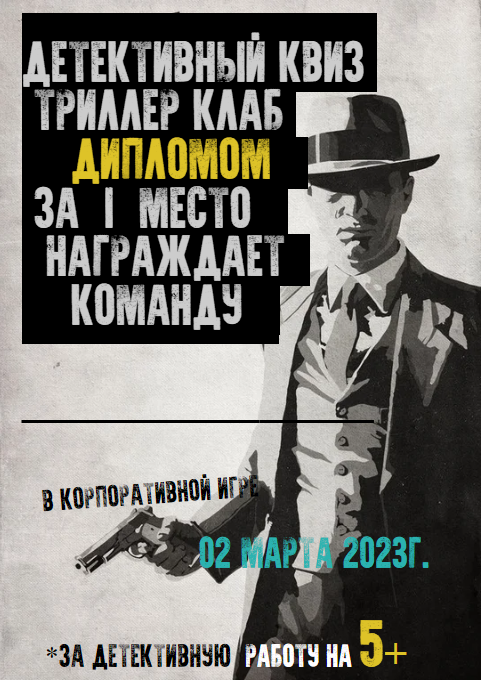 ДЕТЕКТИВНЫЙ КВИЗ
ТРИЛЛЕР КЛАБ
ДИПЛОМОМ
ЗА I МЕСТО
НАГРАЖДАЕТ
КОМАНДУ
В КОРПОРАТИВНОЙ ИГРЕ
02 МАРТА 2023Г.
*ЗА ДЕТЕКТИВНУЮ РАБОТУ НА 5+